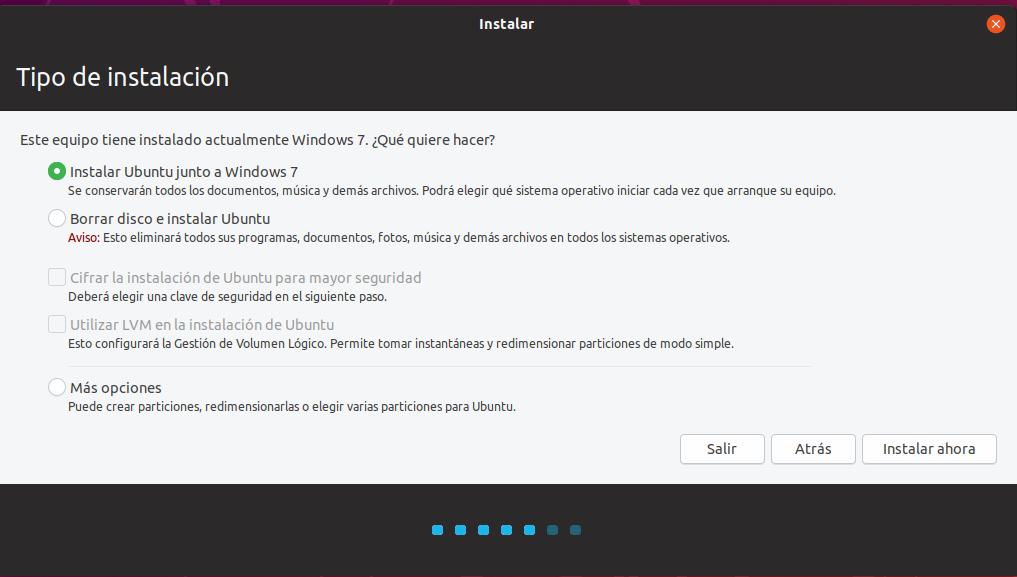 Instalar
Tipo de instalación
Este equipo tiene instalado actualmente Windows 7. ¿Qué quiere hacer?
Instalar Ubuntu junto a Windows 7
Se conservarán todos los documentos, música y demás archivos. Podrá elegir qué sistema operativo iniciar cada vez que arranque su equipo.
Borrar disco e instalar Ubuntu
Aviso: Esto eliminará todos sus programas, documentos, fotos, música y demás archivos en todos los sistemas operativos.
Cifrar la instalación de Ubuntu para mayor seguridad
Deberá elegir una clave de seguridad en el siguiente paso.
Utilizar LVM en la instalación de Ubuntu
Esto configurará la Gestión de Volumen Lógico. Permite tomar instantáneas y redimensionar particiones de modo simple.
Más opciones
Puede crear particiones, redimensionarlas o elegir varias particiones para Ubuntu.
Salir
Atrás
Instalar ahora